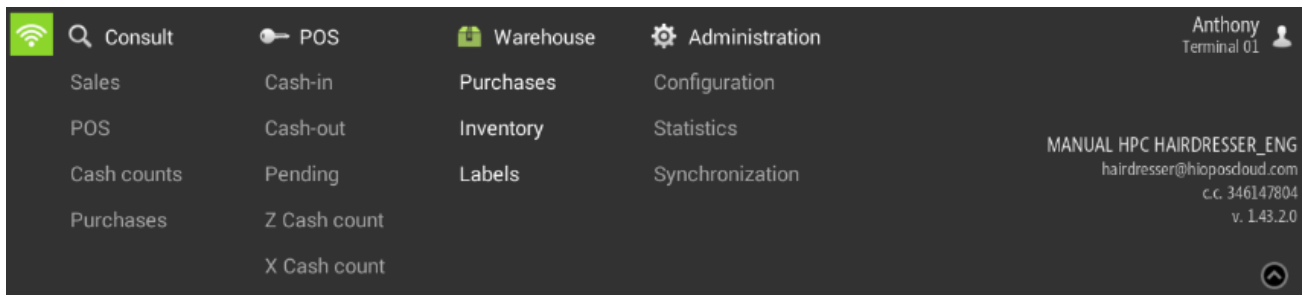 Consult POS Warehouse Administration Anthony
Terminal 01
Sales Cash-in Purchases Configuration
POS Cash-out Inventory Statistics
MANUAL HPC HAIRDRESSER_ENG
Cash counts Pending Labels Synchronization hairdresser@hioposcloud.com
c.c. 346147804
Purchases Z Cash count v. 1.43.2.0
X Cash count